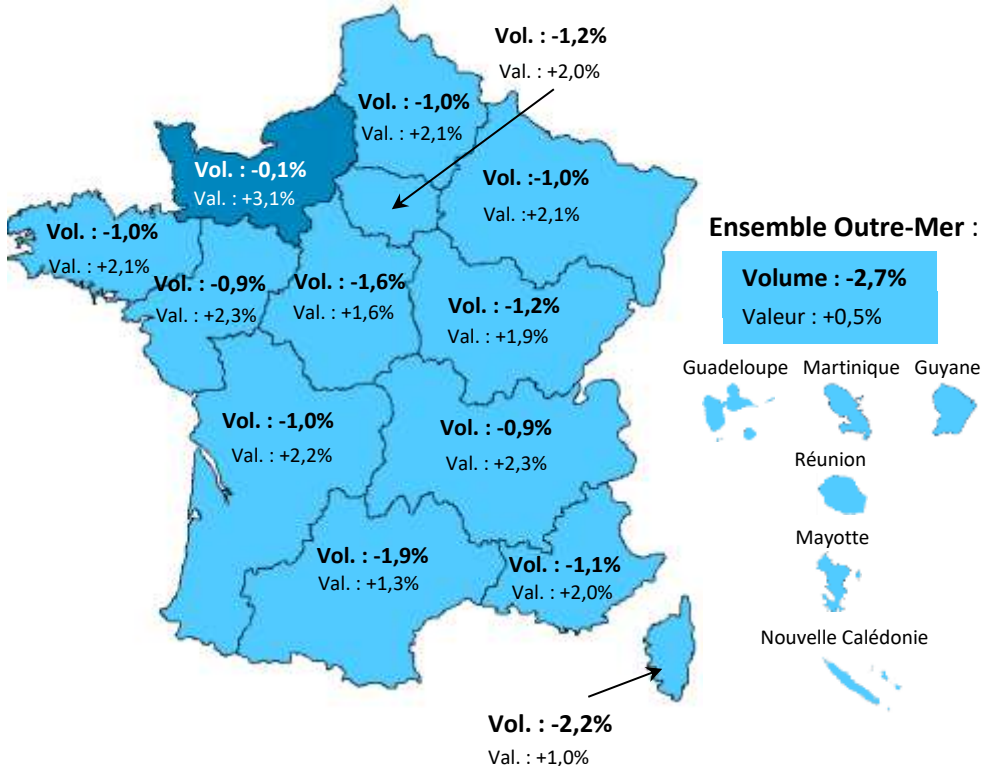 Vol. : -1,2%
Val. : +2,0%
Vol. : -1,0%
Val. : +2,1%
Vol. : -0,1%
Val. : +3,1%
Vol. :-1,0%
Val. :+2,1%
Vol. : -1,0%
Val. : +2,1%
Vol. : -0,9%
Val. : +2,3%
Vol. : -1,6%
Val. : +1,6%
Vol. : -1,2%
Val. : +1,9%
Ensemble Outre-Mer :
Volume : -2,7%
Valeur : +0,5%
Guadeloupe Martinique Guyane
Vol. : -1,0%
Val. : +2,2%
Vol. : -0,9%
Val. : +2,3%
Réunion
Mayotte
Vol. : -1,9%
Val. : +1,3%
Vol. : -1,1%
Val. : +2,0%
Nouvelle Calédonie
Vol. : -2,2%
Val. : +1,0%